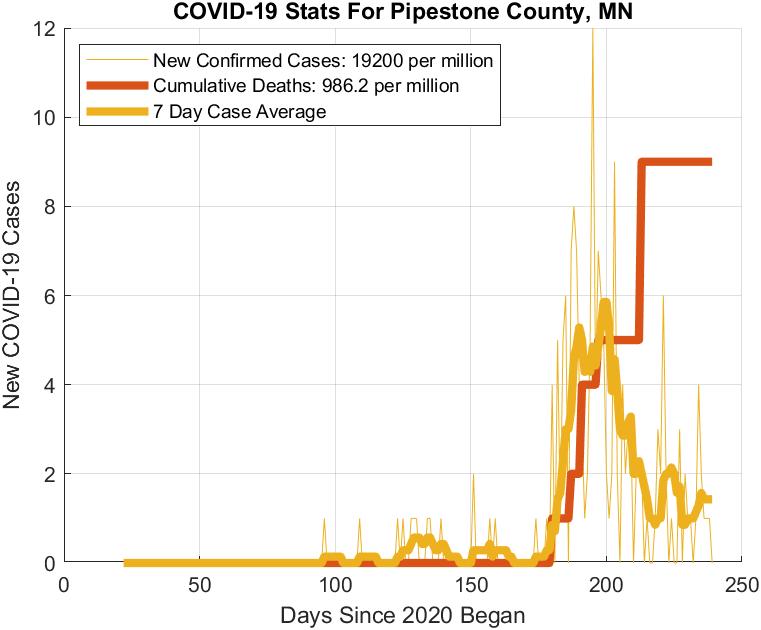 COVID-19 Stats For Pipestone County, MN
New Confirmed Cases: 19200 per million
Cumulative Deaths: 986.2 per million
7 Day Case Average
New COVID-19 Cases
12
10
8
6
4
2
0
0 50 100 150 200 250
Days Since 2020 Began